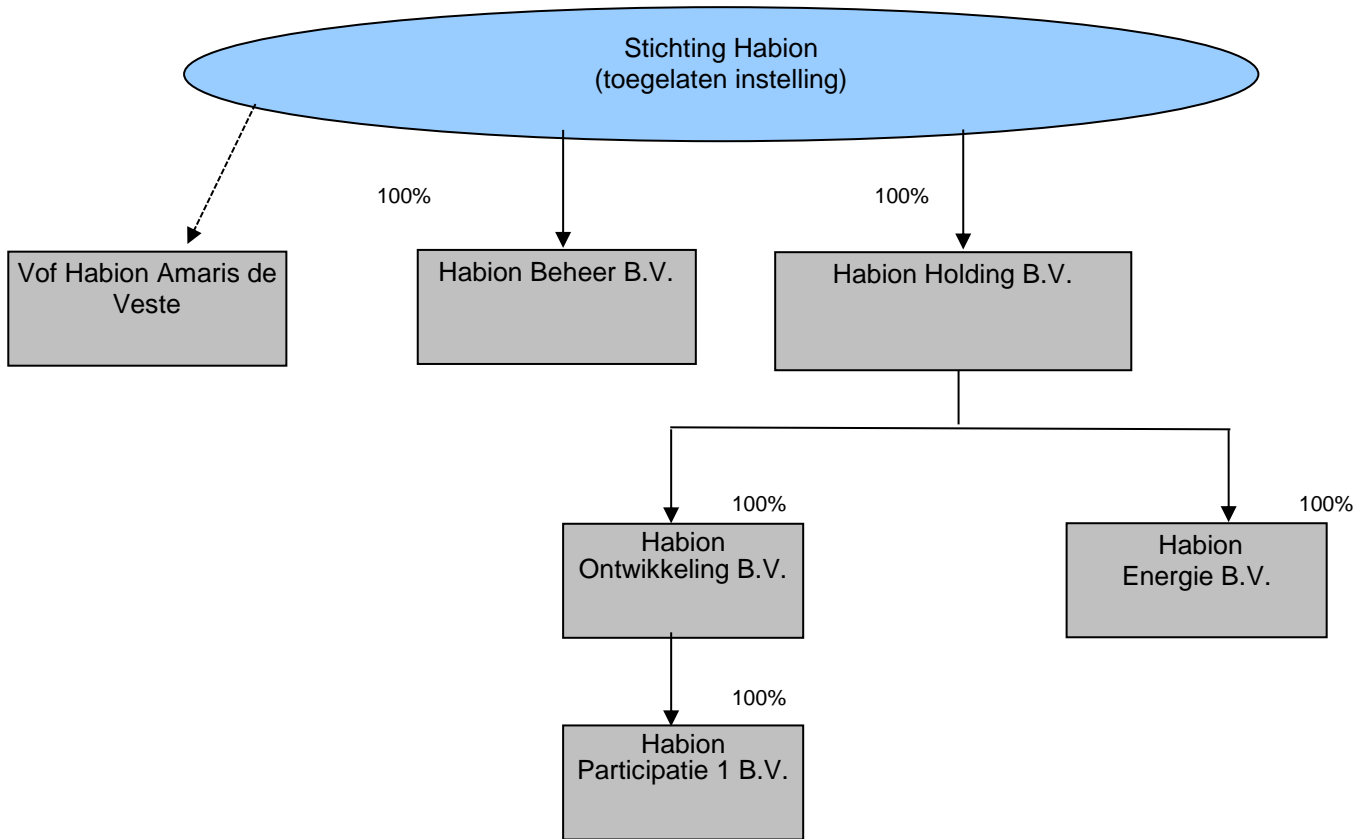 Stichting Habion
(toegelaten instelling)
100%
100%
Vof Habion Amaris de
Veste
Habion Beheer B.V.
Habion Holding B.V.
100%
100%
Habion
Ontwikkeling B.V.
Habion
Energie B.V.
100%
Habion
Participatie 1 B.V.